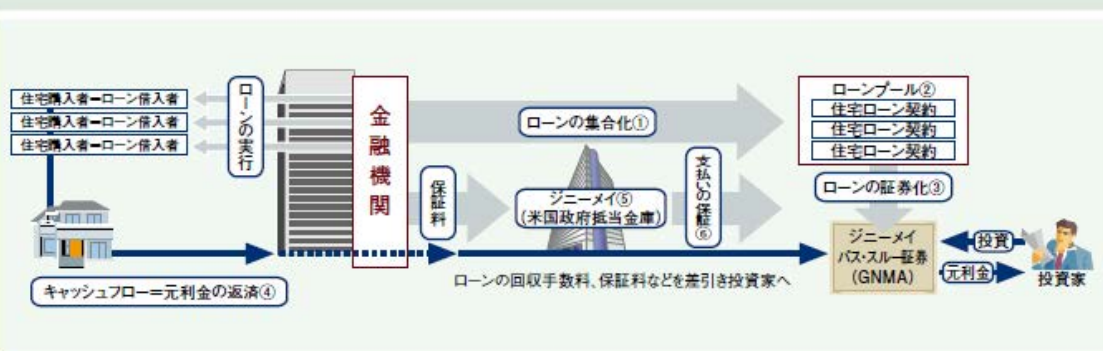 住宅購入者=ローン借入者
住宅購入者=ローン借入者
住宅購入者=ローン借入者
ローンの実行
金融機関
ローンの集合化①
ローンプール②
住宅ローン契約
住宅ローン契約
住宅ローン契約
保証料
ジニーメイ⑤
(米国政府抵当金庫)
支払いの保証⑥
ローンの証券化③
ジニーメイ
パス・スルー証券
(GNMA)
投資
元利金
投資家
キャッシュフロー=元利金の返済④
ローンの回収手数料、保証料などを差引き投資家へ